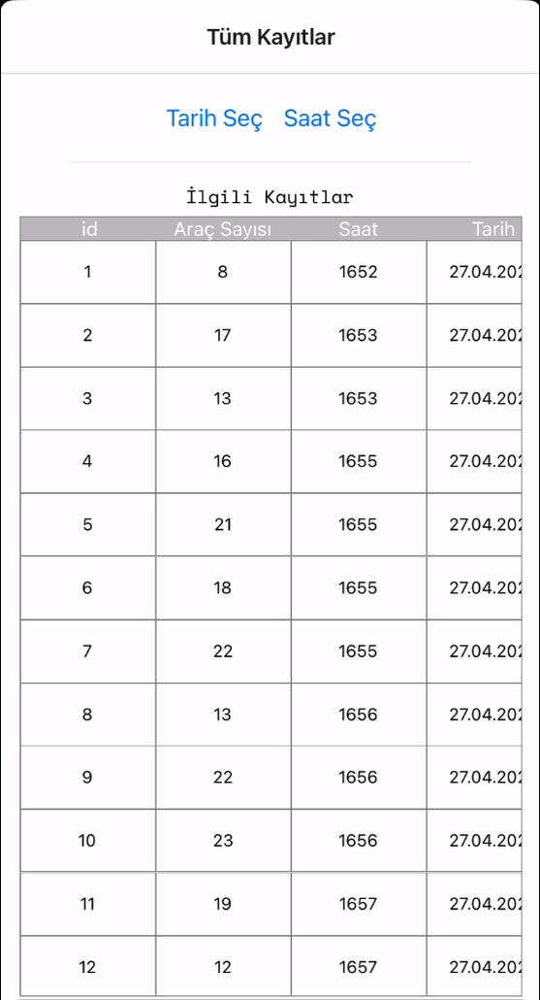 Tüm Kayıtlar
Tarih Seç Saat Seç
İlgili Kayıtlar
id Araç Sayısı Saat Tarih
1 8 1652 27.04.202
2 17 1653 27.04.202
3 13 1653 27.04.202
4 16 1655 27.04.202
5 21 1655 27.04.202
6 18 1655 27.04.202
7 22 1655 27.04.202
8 13 1656 27.04.202
9 22 1656 27.04.202
10 23 1656 27.04.202
11 19 1657 27.04.202
12 12 1657 27.04.202